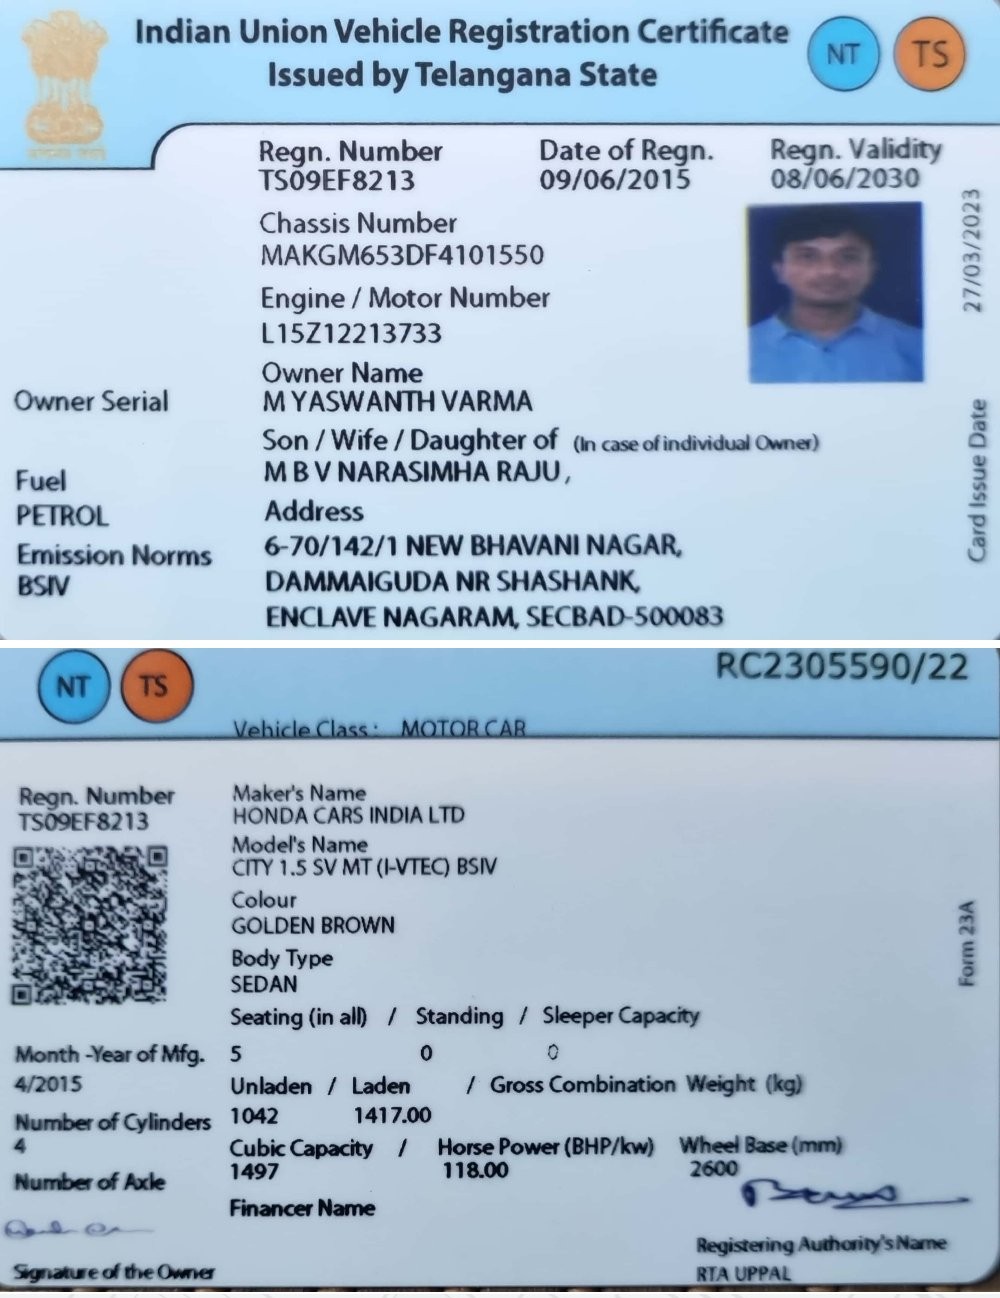 Indian Union Vehicle Registration Certificate
Issued by Telangana State
NT TS
Regn. Number Date of Regn. Regn. Validity
TS09EF8213 09/06/2015 08/06/2030
Chassis Number
MAKGM653DF4101550
Engine / Motor Number
L15Z12213733
Owner Name
Owner Serial M YASWANTH VARMA
Son / Wife / Daughter of (In case of individual Owner)
Fuel M B V NARASIMHA RAJU ,
PETROL Address
Emission Norms 6-70/142/1 NEW BHAVANI NAGAR,
BSIV DAMMAIGUDA NR SHASHANK,
ENCLAVE NAGARAM, SECBAD-500083
Card Issue Date 27/03/2023
NT TS RC2305590/22
Vehicle Class : MOTOR CAR
Regn. Number Maker's Name
TS09EF8213 HONDA CARS INDIA LTD
Model's Name
CITY 1.5 SV MT (I-VTEC) BSIV
Colour
GOLDEN BROWN
Body Type
SEDAN
Form 23A
Seating (in all) / Standing / Sleeper Capacity
Month -Year of Mfg. 5 0 0
4/2015 Unladen / Laden / Gross Combination Weight (kg)
Number of Cylinders 1042 1417.00
4 Cubic Capacity / Horse Power (BHP/kw) Wheel Base (mm)
1497 118.00 2600
Number of Axle
Financer Name
Registering Authority's Name
Signature of the Owner RTA UPPAL